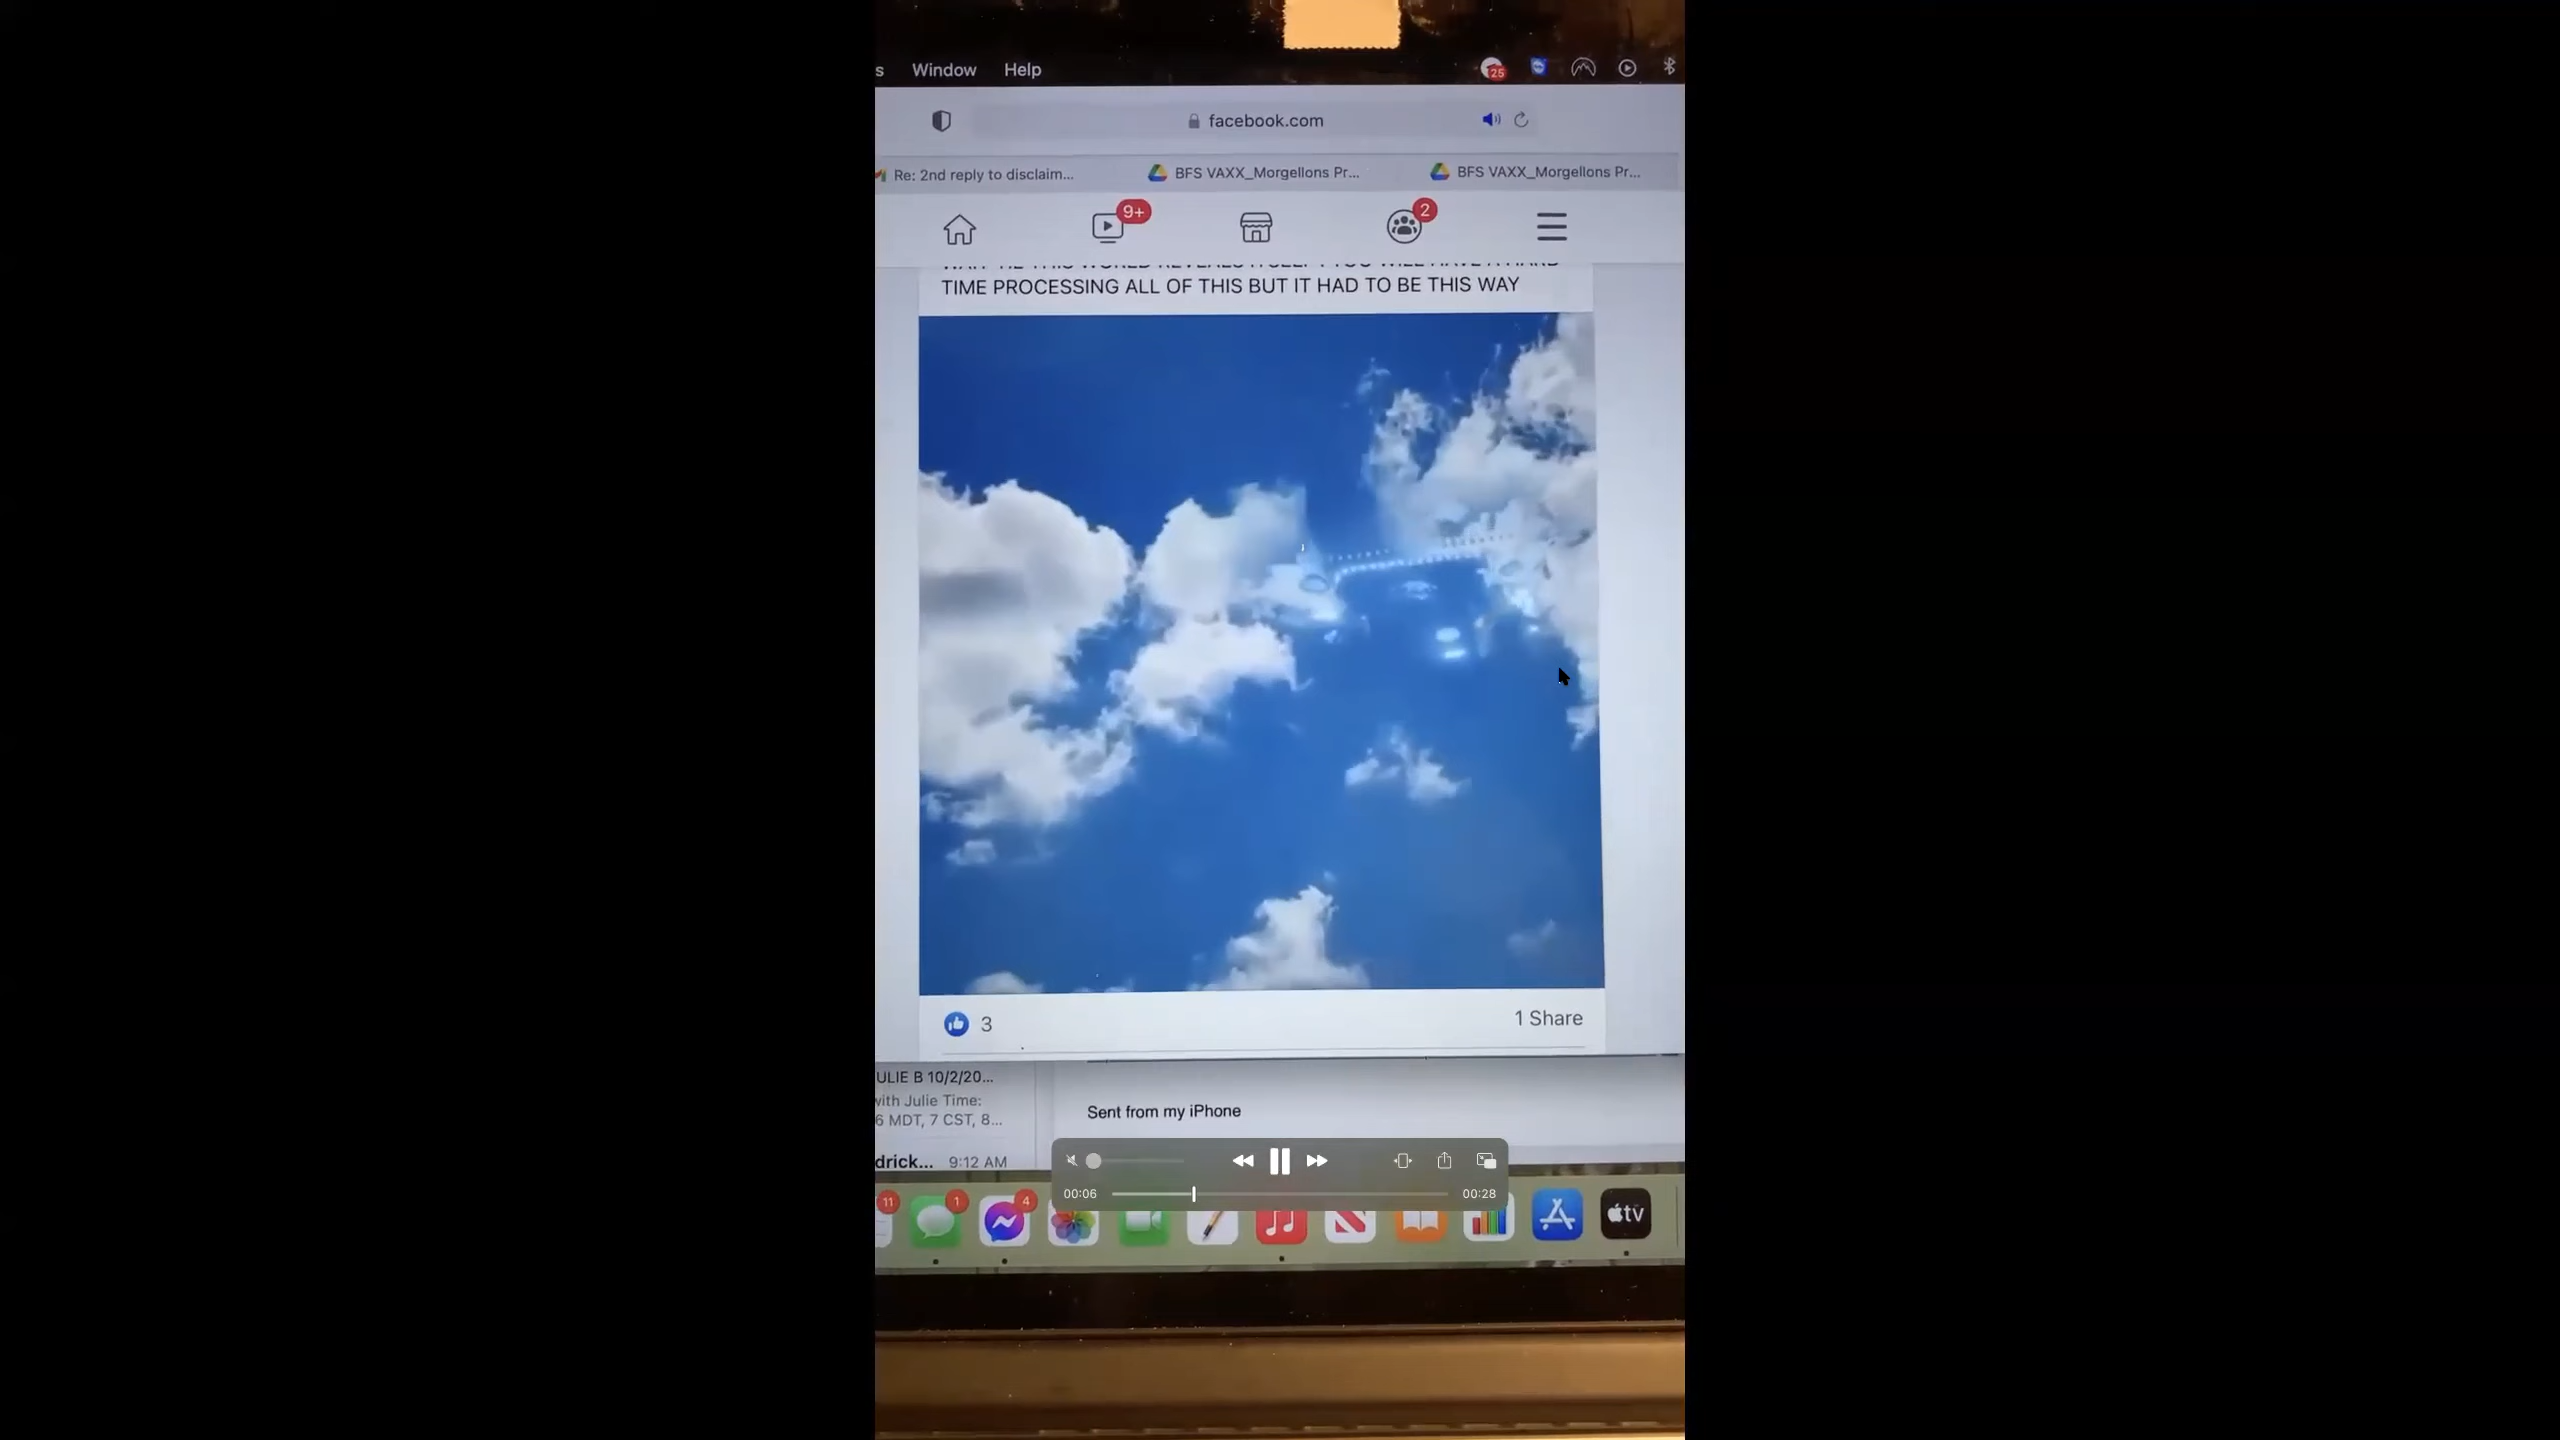 s Window Help
25
facebook.com
Re: 2nd reply to disclaim...
BFS VAXX_Morgellons Pr...
BFS VAXX_Morgellons Pr...
9+
2
TIME PROCESSING ALL OF THIS BUT IT HAD TO BE THIS WAY
3
1 Share
ULIE B 10/2/20...
with Julie Time:
6 MDT, 7 CST, 8...
Sent from my iPhone
drick... 9:12 AM
00:06
00:28
11
1
4
tv